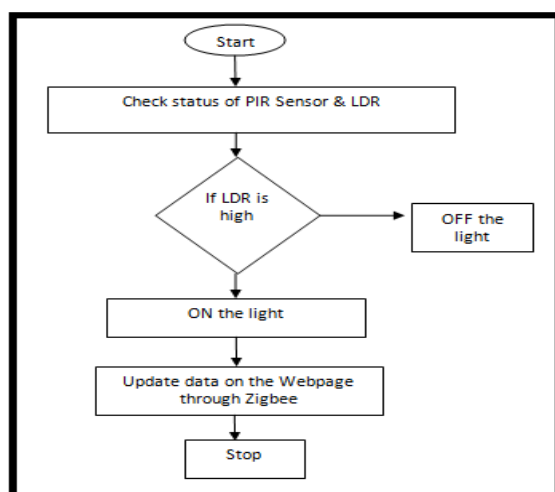 Start
Check status of PIR Sensor & LDR
If LDR is
high
OFF the
light
ON the light
Update data on the Webpage
through Zigbee
Stop